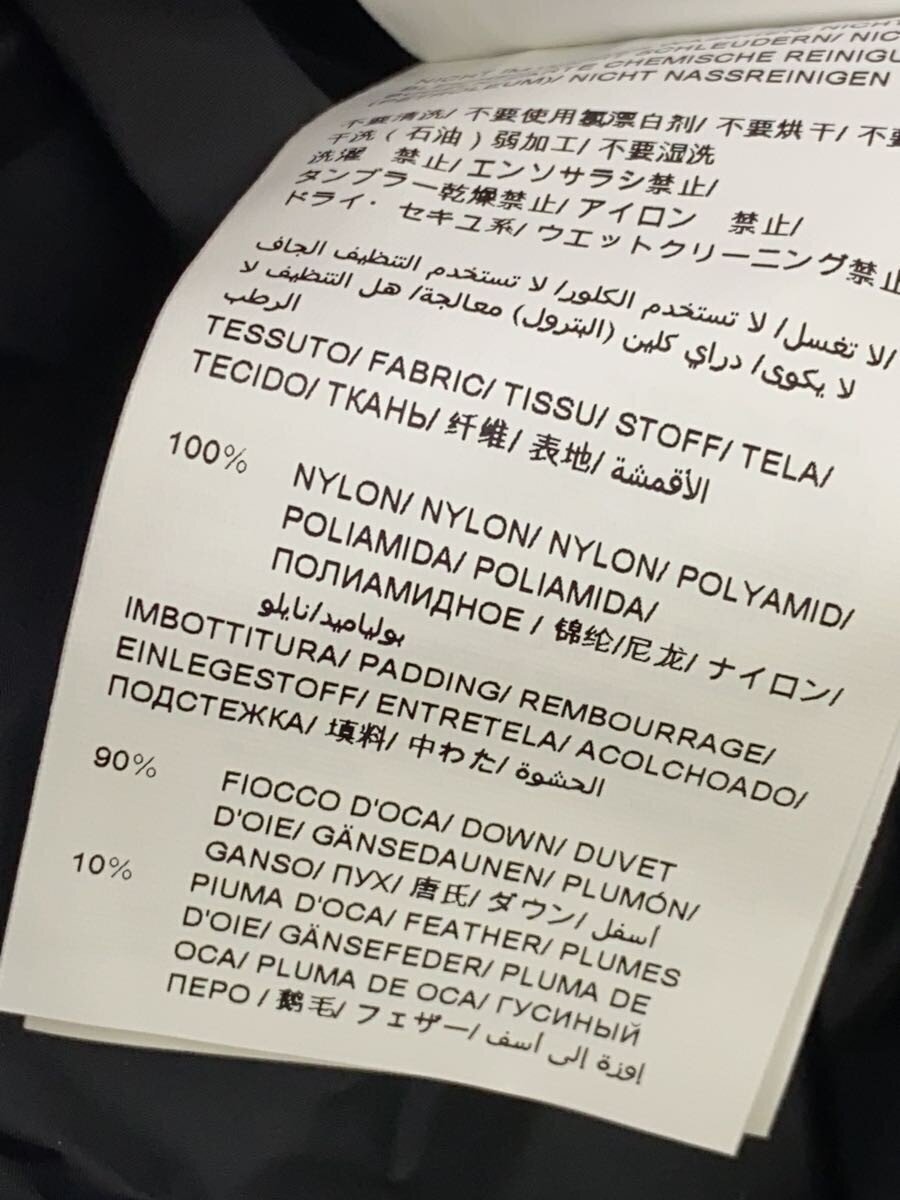 SCHLEUDERN/ NIC
CHEMISCHE REINIGU
(PETROLEUM)/ NICHT NASSREINIGEN
不要清洗/ 不要使用氯漂白剂/ 不要烘干/ 不要
干洗 ( 石油 ) 弱加工/ 不要湿洗
洗濯 禁止/ エンソサラシ禁止/
タンブラー乾燥禁止/ アイロン 禁止/
ドライ・ セキユ系/ ウエットクリーニング禁止
/لا تغسل/ لا تستخدم الكلور/ لا تستخدم التنظيف الجاف
لا يكوى/ دراي كلين (البترول) معالجة/ هل التنظيف لا
الرطب
TESSUTO/ FABRIC/ TISSU/ STOFF/ TELA/
TECIDO/ ТКАНЬ/ 纤维/ 表地/ الأقمشة
100% NYLON/ NYLON/ NYLON/ POLYAMID/
POLIAMIDA/ POLIAMIDA/
ПОЛИАМИДНОЕ / 锦纶/尼龙/ ナイロン/
بولياميد/نايلو
IMBOTTITURA/ PADDING/ REMBOURRAGE/
EINLEGESTOFF/ ENTRETELA/ ACOLCHOADO/
ПОДСТЕЖКА/ 填料/ 中わた/ الحشوة
90% FIOCCO D'OCA/ DOWN/ DUVET
D'OIE/ GÄNSEDAUNEN/ PLUMÓN/
GANSO/ ПУХ/ 唐氏/ ダウン/ أسفل
10% PIUMA D'OCA/ FEATHER/ PLUMES
D'OIE/ GÄNSEFEDER/ PLUMA DE
OCA/ PLUMA DE OCA/ ГУСИНЫЙ
ПЕРО / 鹅毛/ フェザー/ إوزة إلى أسف